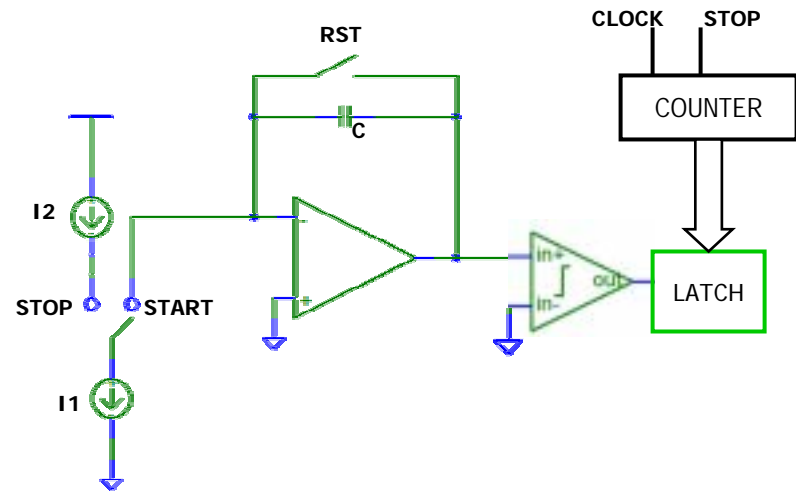 CLOCK STOP
RST
COUNTER
C
I2
in+
out
in-
LATCH
STOP
START
I1